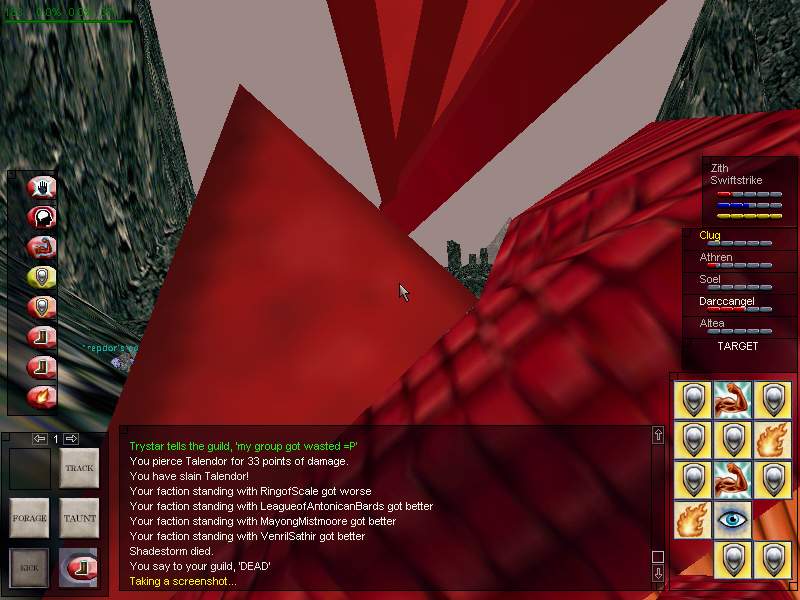 Zith
Swiftstrike
Clug
Athren
Soel
Darccangel
Altea
TARGET
1
TRACK
FORAGE
TAUNT
KICK
Trystar tells the guild, 'my group got wasted =P'
You pierce Talendor for 33 points of damage.
You have slain Talendor!
Your faction standing with RingofScale got worse
Your faction standing with LeagueofAntonicanBards got better
Your faction standing with MayongMistmoore got better
Your faction standing with VenrilSathir got better
Shadestorm died.
You say to your guild, 'DEAD'
Taking a screenshot...